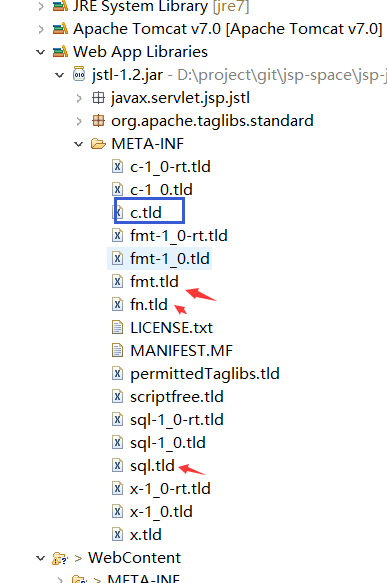 JRE System Library [jre7]
Apache Tomcat v7.0 [Apache Tomcat v7.0]
Web App Libraries
jstl-1.2.jar - D:\project\git\jsp-space\jsp-j
javax.servlet.jsp.jstl
org.apache.taglibs.standard
META-INF
c-1_0-rt.tld
c-1_0.tld
c.tld
fmt-1_0-rt.tld
fmt-1_0.tld
fmt.tld
fn.tld
LICENSE.txt
MANIFEST.MF
permittedTaglibs.tld
scriptfree.tld
sql-1_0-rt.tld
sql-1_0.tld
sql.tld
x-1_0-rt.tld
x-1_0.tld
x.tld
> WebContent
> META-INF